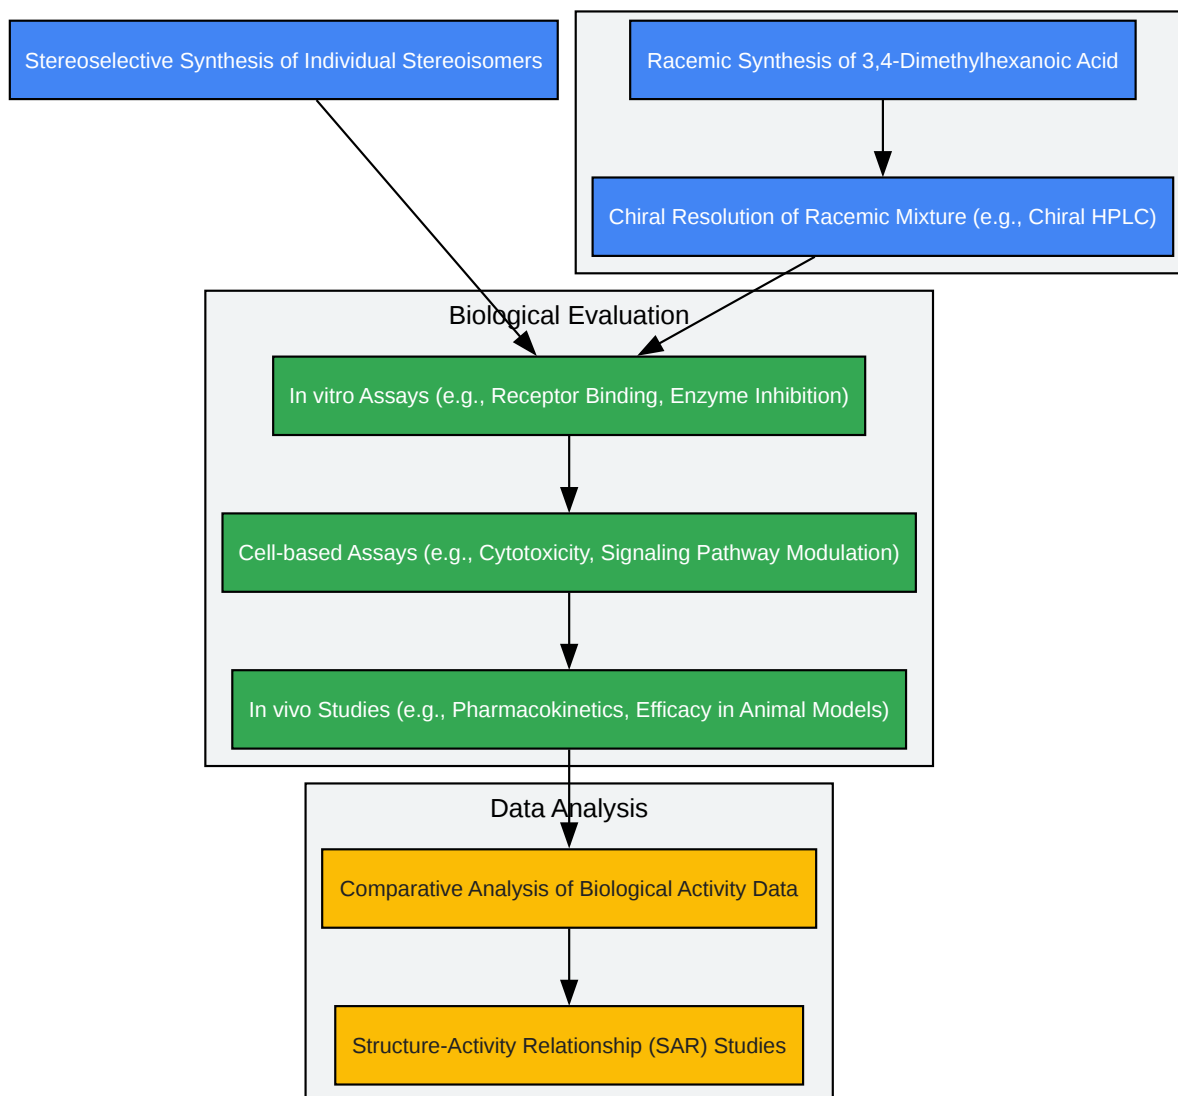 Stereoselective Synthesis of Individual Stereoisomers
Racemic Synthesis of 3,4-Dimethylhexanoic Acid
Chiral Resolution of Racemic Mixture (e.g., Chiral HPLC)
Biological Evaluation
In vitro Assays (e.g., Receptor Binding, Enzyme Inhibition)
Cell-based Assays (e.g., Cytotoxicity, Signaling Pathway Modulation)
In vivo Studies (e.g., Pharmacokinetics, Efficacy in Animal Models)
Data Analysis
Comparative Analysis of Biological Activity Data
Structure-Activity Relationship (SAR) Studies